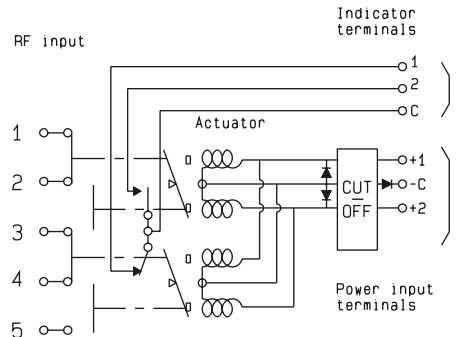 Indicator
terminals
RF input
1
2
C
Actuator
1
2
3
4
5
CUT
OFF
+1
-C
+2
Power input
terminals